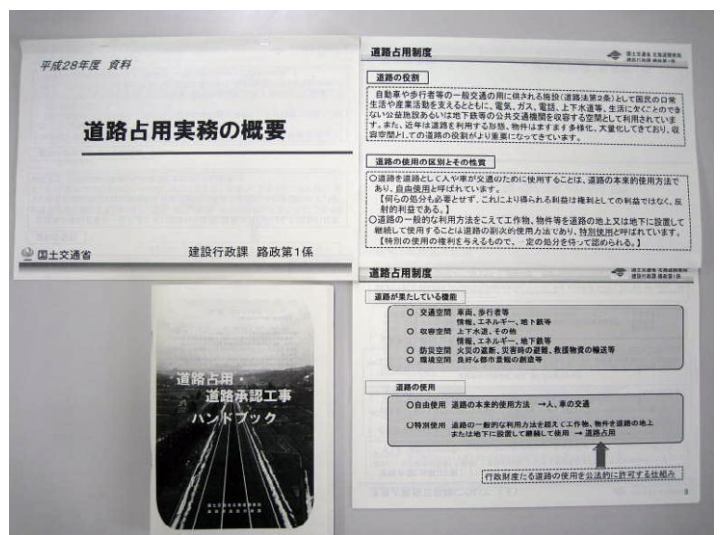 平成28年度 資料
道路占用実務の概要
国土交通省
建設行政課 路政第1係
道路占用制度
国土交通省 北海道開発局
建設行政課 路政第1係
道路の役割
自動車や歩行者等の一般交通の用に供される施設(道路法第2条)として国民の日常
生活や産業活動を支えるとともに、電気、ガス、電話、上下水道等、生活に欠くことのでき
ない公益施設あるいは地下鉄等の公共交通機関を収容する空間として利用されていま
す。また、近年は道路を利用する形態、物件はますます多様化、大量化してきており、収
容空間としての道路の役割がより重要になってきています。
道路の使用の区別とその性質
○道路を道路として人や車が交通のために使用することは、道路の本来的使用方法で
あり、自由使用と呼ばれています。
【何らの処分も必要とせず、これにより得られる利益は権利としての利益ではなく、反
射的利益である。】
○道路の一般的な利用方法をこえて工作物、物件等を道路の地上又は地下に設置して
継続して使用することは道路の副次的使用方法であり、特別使用と呼ばれています。
【特別の使用の権利を与えるもので、一定の処分を待って認められる。】
道路占用制度
建設行政課 路政第1係
道路が果たしている機能
○ 交通空間 車両、歩行者等
情報、エネルギー、地下鉄等
○ 収容空間 上下水道、その他
情報、エネルギー、地下鉄等
○ 防災空間 火災の遮断、災害時の避難、救援物資の輸送等
○ 環境空間 良好な都市景観の創造等
道路の使用
○自由使用 道路の本来的使用方法 →人、車の交通
○特別使用 道路の一般的な利用方法を超えて工作物、物件を道路の地上
または地下に設置して継続して使用 → 道路占用
行政財産たる道路の使用を公法的に許可する仕組み
3
道路占用・
道路承認工事
ハンドブック